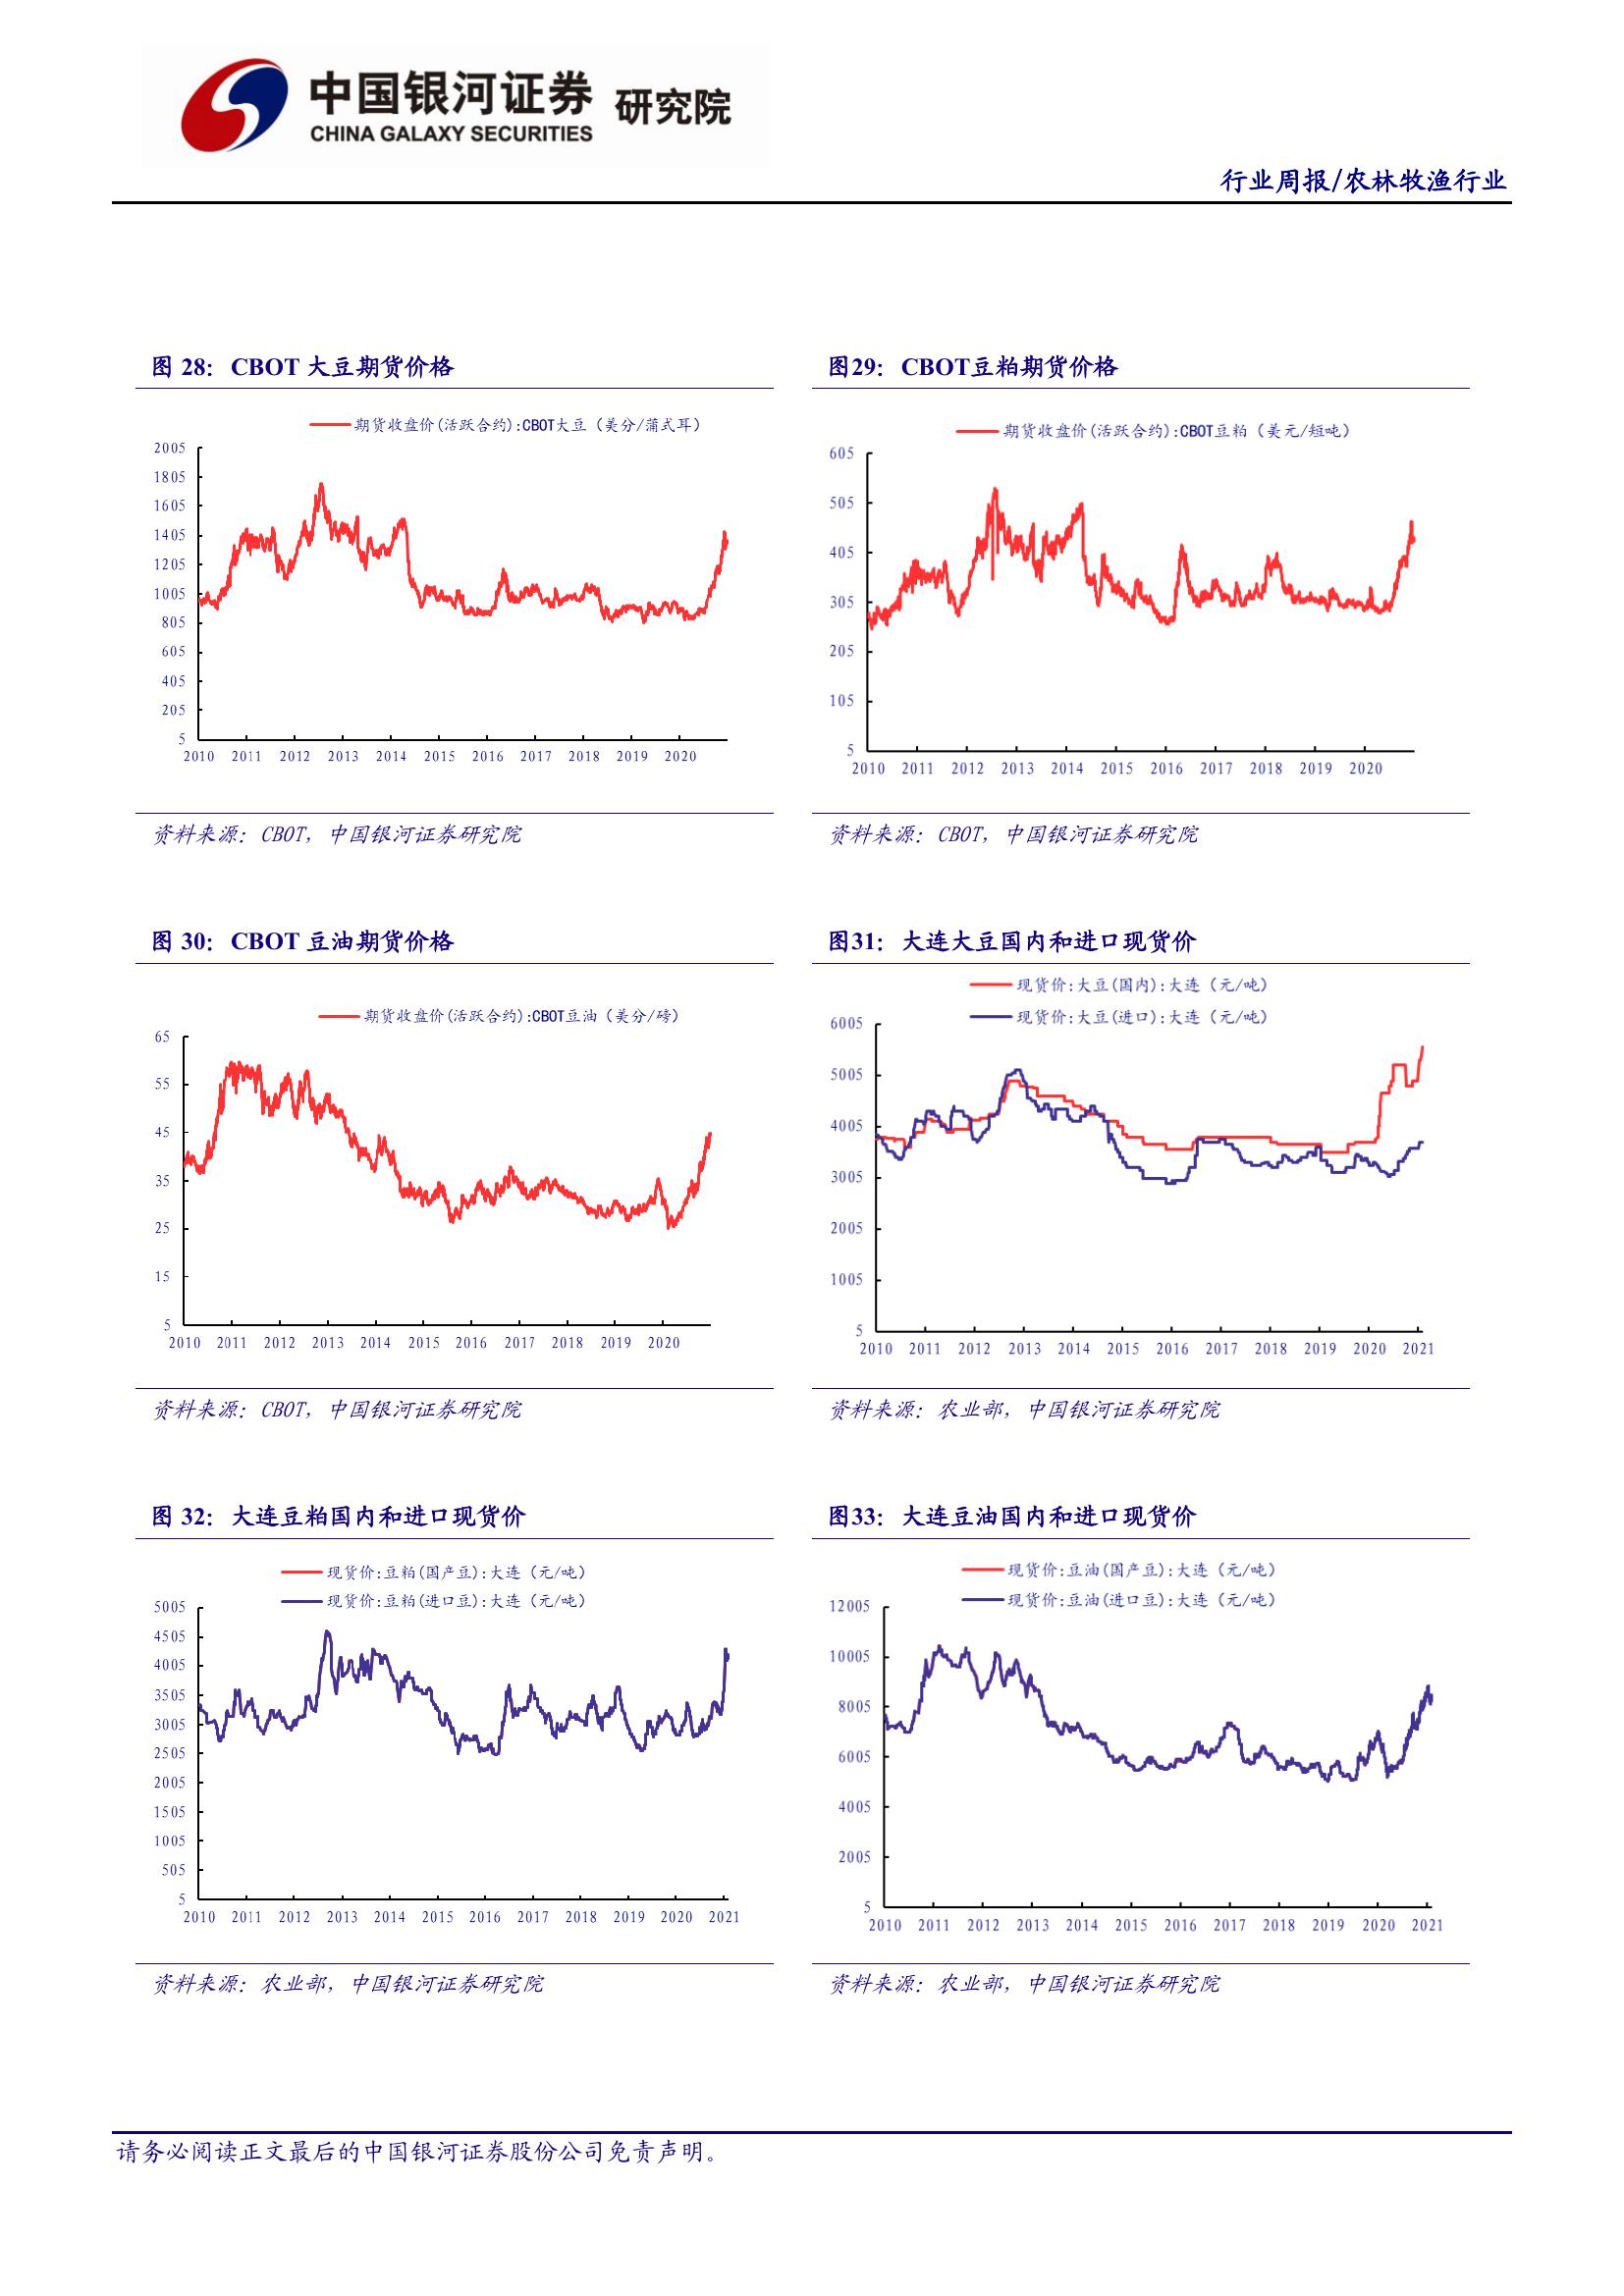 中国银河证券 研究院
CHINA GALAXY SECURITIES
行业周报/农林牧渔行业
图 28： CBOT 大豆期货价格
期货收盘价(活跃合约):CBOT大豆（美分/蒲式耳）
2005
1805
1605
1405
1205
1005
805
605
405
205
5
2010 2011 2012 2013 2014 2015 2016 2017 2018 2019 2020
资料来源：CBOT，中国银河证券研究院
图29： CBOT豆粕期货价格
期货收盘价(活跃合约):CBOT豆粕（美元/短吨）
605
505
405
305
205
105
5
2010 2011 2012 2013 2014 2015 2016 2017 2018 2019 2020
资料来源：CBOT，中国银河证券研究院
图 30： CBOT 豆油期货价格
期货收盘价(活跃合约):CBOT豆油（美分/磅）
65
55
45
35
25
15
5
2010 2011 2012 2013 2014 2015 2016 2017 2018 2019 2020
资料来源：CBOT，中国银河证券研究院
图31： 大连大豆国内和进口现货价
现货价:大豆(国内):大连（元/吨）
现货价:大豆(进口):大连（元/吨）
6005
5005
4005
3005
2005
1005
5
2010 2011 2012 2013 2014 2015 2016 2017 2018 2019 2020 2021
资料来源：农业部，中国银河证券研究院
图 32： 大连豆粕国内和进口现货价
现货价:豆粕(国产豆):大连（元/吨）
现货价:豆粕(进口豆):大连（元/吨）
5005
4505
4005
3505
3005
2505
2005
1505
1005
505
5
2010 2011 2012 2013 2014 2015 2016 2017 2018 2019 2020 2021
资料来源：农业部，中国银河证券研究院
图33： 大连豆油国内和进口现货价
现货价:豆油(国产豆):大连（元/吨）
现货价:豆油(进口豆):大连（元/吨）
12005
10005
8005
6005
4005
2005
5
2010 2011 2012 2013 2014 2015 2016 2017 2018 2019 2020 2021
资料来源：农业部，中国银河证券研究院
请务必阅读正文最后的中国银河证券股份公司免责声明。